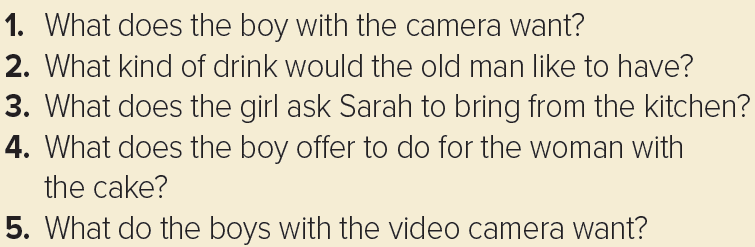 1. What does the boy with the camera want?
2. What kind of drink would the old man like to have?
3. What does the girl ask Sarah to bring from the kitchen?
4. What does the boy offer to do for the woman with
the cake?
5. What do the boys with the video camera want?